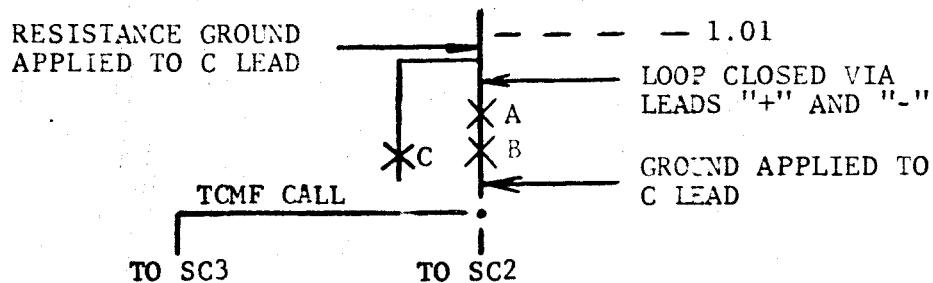 RESISTANCE GROUND
APPLIED TO C LEAD
1.01
LOOP CLOSED VIA
LEADS "+" AND "-"
A
B
C
GROUND APPLIED TO
C LEAD
TCMF CALL
TO SC3
TO SC2